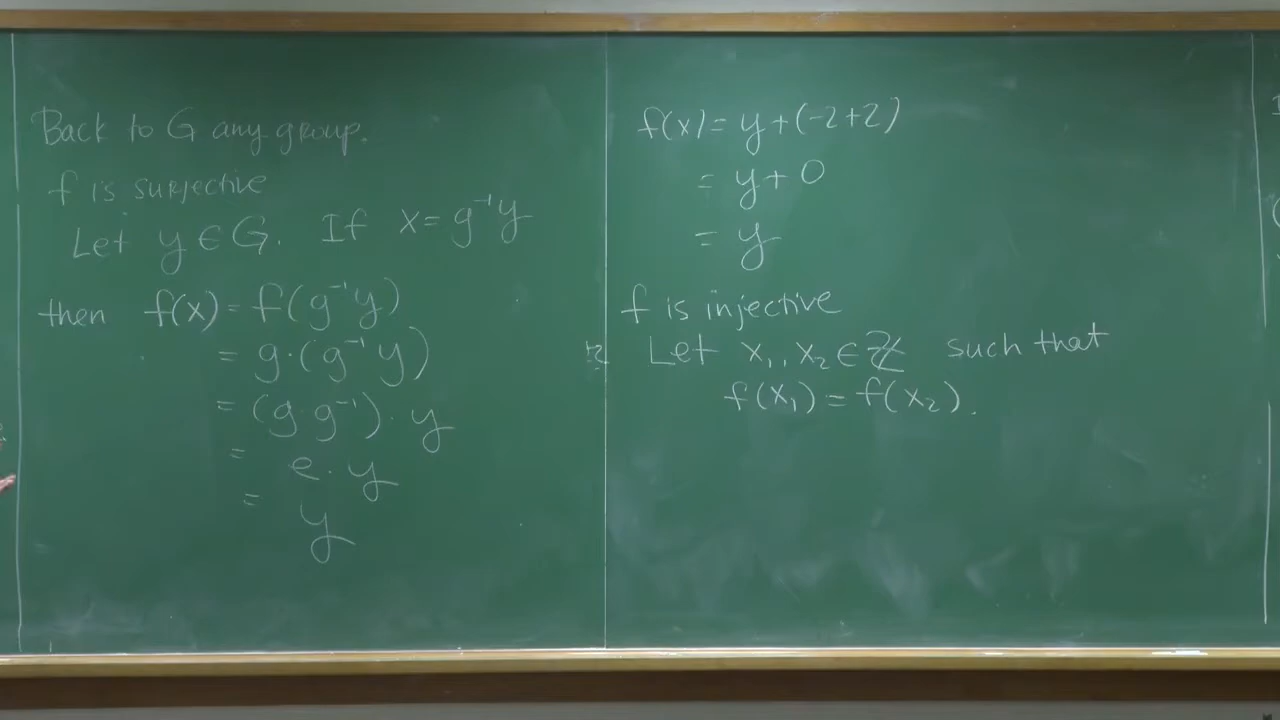 Back to G any group.
f is surjective
Let y ∈ G. If x = g⁻¹y
then f(x) = f(g⁻¹y)
= g·(g⁻¹y)
= (g·g⁻¹)·y
= e·y
= y
f(x) = y+(-2+2)
= y+0
= y
f is injective
Let x₁, x₂ ∈ ℤ such that
f(x₁) = f(x₂).